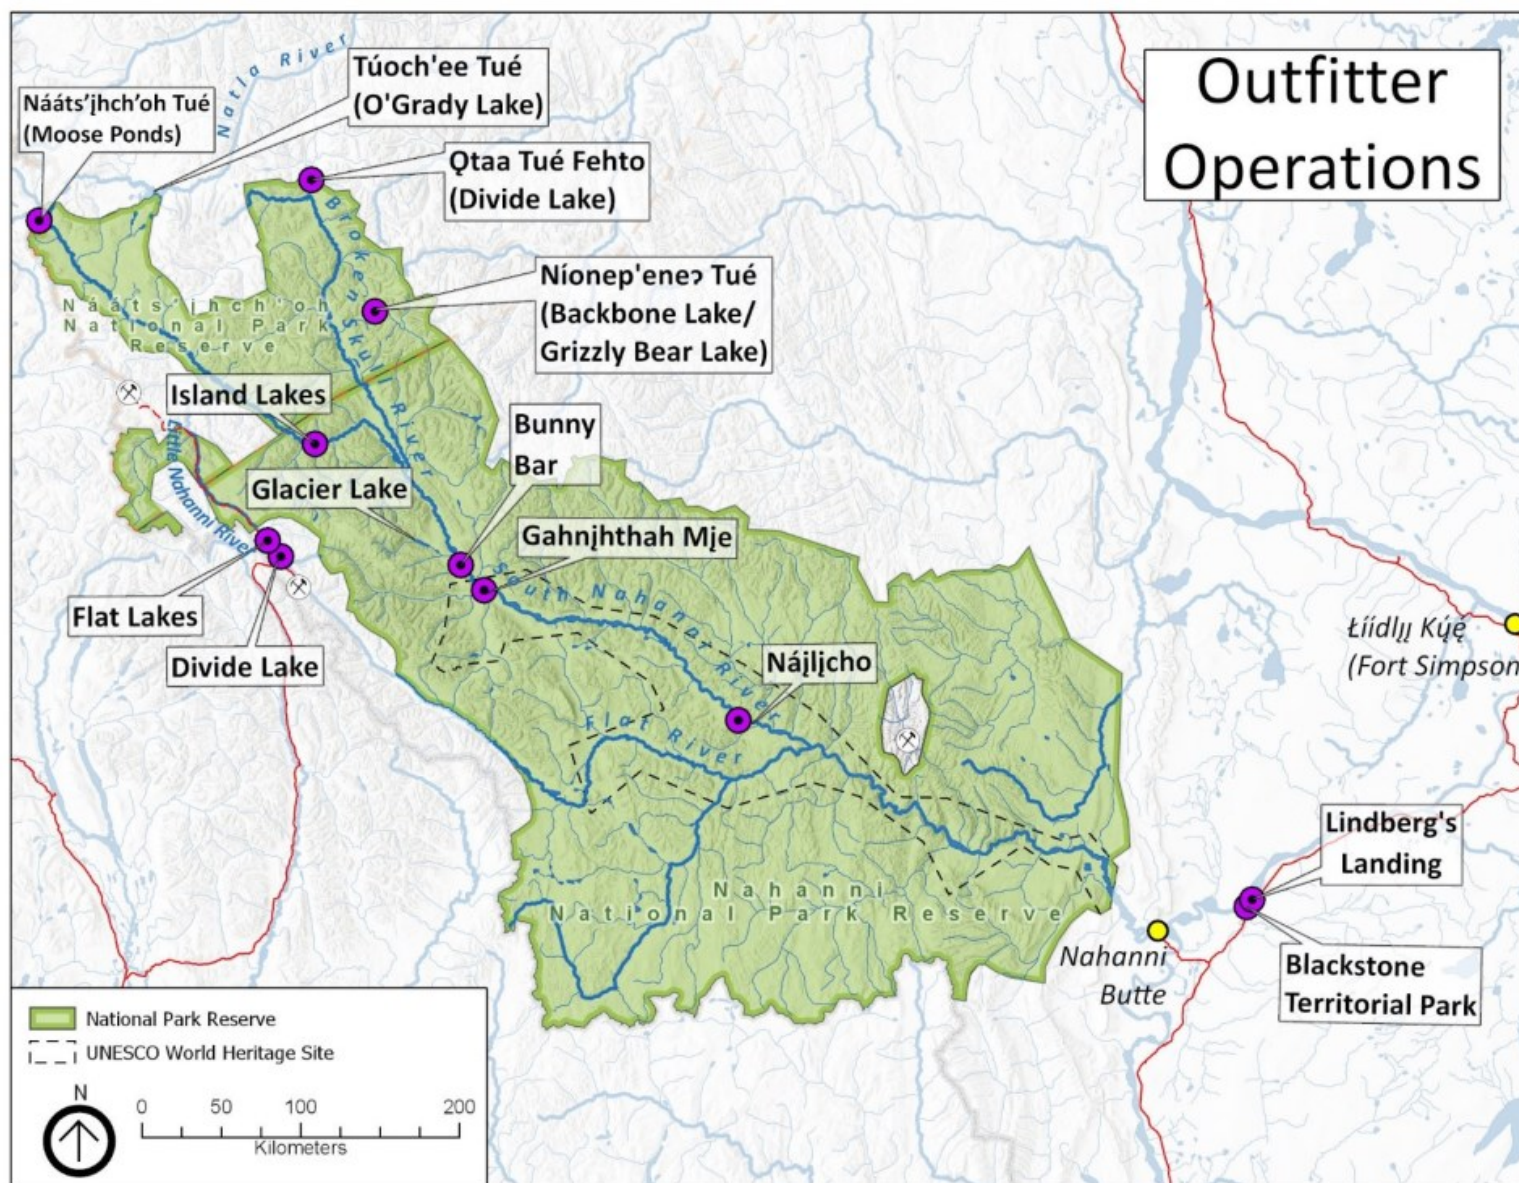 Outfitter
Operations
Natla River
Túoch'ee Tué
(O'Grady Lake)
Nááts'įhch'oh Tué
(Moose Ponds)
Ǫtaa Tué Fehto
(Divide Lake)
Broken Skull River
Níonep'eneɂ Tué
(Backbone Lake/
Grizzly Bear Lake)
Nááts'įhch'oh
National Park
Reserve
Island Lakes
Bunny
Bar
Little Nahanni River
Glacier Lake
Gahnįhthah Mįe
South Nahanni River
Flat Lakes
Divide Lake
Nájlįcho
Flat River
Łíídlįį Kų́ę́
(Fort Simpson
Lindberg's
Landing
Nahanni
National Park Reserve
Nahanni
Butte
Blackstone
Territorial Park
National Park Reserve
UNESCO World Heritage Site
N
0 50 100 200
Kilometers